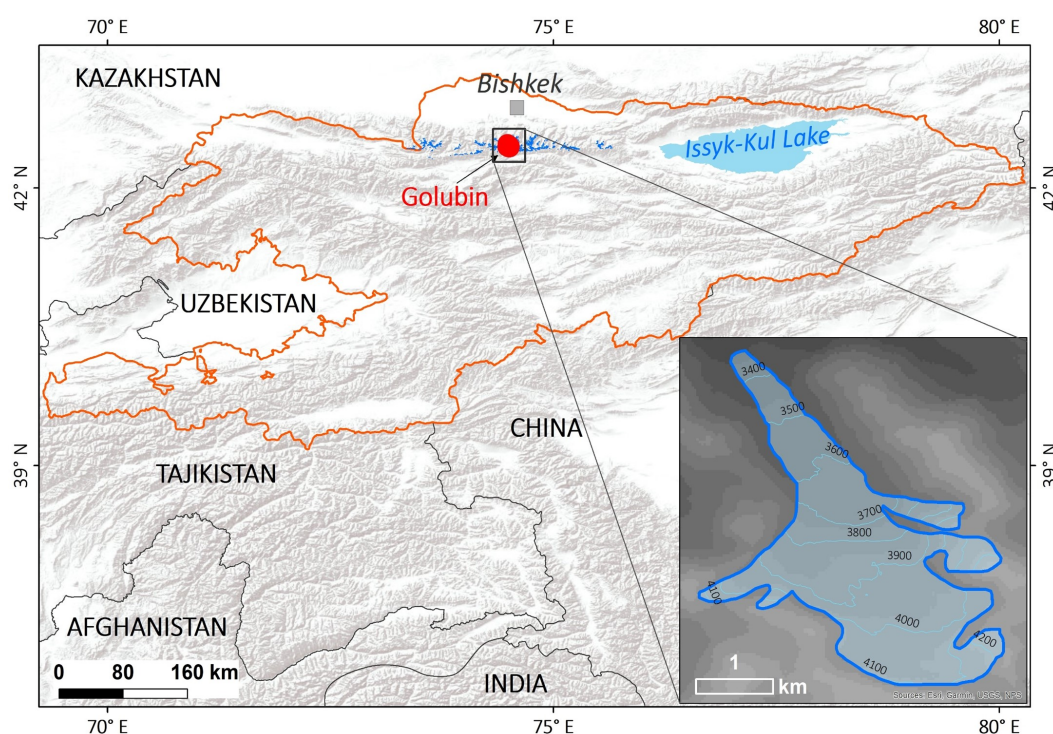 70° E
75° E
80° E
KAZAKHSTAN
Bishkek
Issyk-Kul Lake
42° N
42° N
Golubin
UZBEKISTAN
CHINA
TAJIKISTAN
39° N
39° N
AFGHANISTAN
INDIA
0 80 160 km
3400
3500
3600
3700
3800
3900
4100
4000
4200
4100
1
km
Sources: Esri, Garmin, USGS, NPS
70° E
75° E
80° E